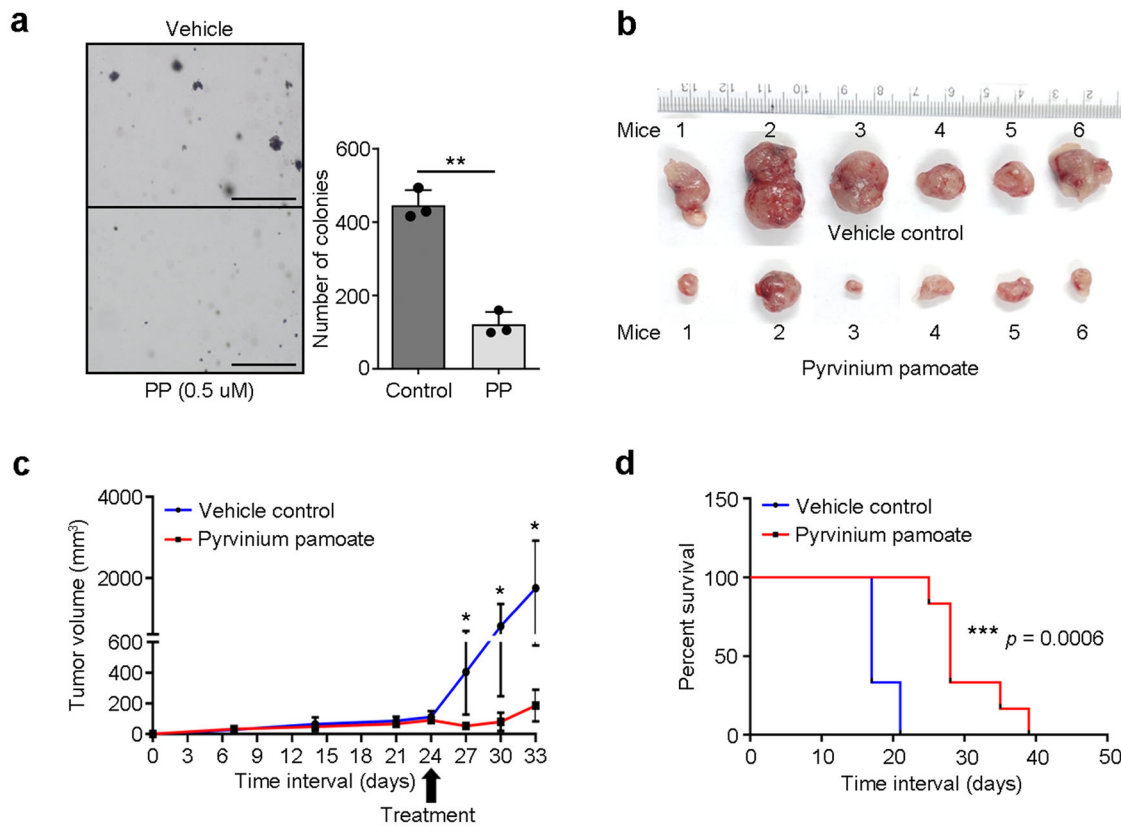 a
Vehicle
PP (0.5 uM)
Number of colonies
600
400
200
0
**
Control
PP
b
Mice 1 2 3 4 5 6
Vehicle control
Mice 1 2 3 4 5 6
Pyrvinium pamoate
c
Tumor volume (mm³)
4000
2000
600
400
200
0
Vehicle control
Pyrvinium pamoate
* * *
0 3 6 9 12 15 18 21 24 27 30 33
Time interval (days)
Treatment
d
Percent survival
150
100
50
0
Vehicle control
Pyrvinium pamoate
*** p = 0.0006
0 10 20 30 40 50
Time interval (days)